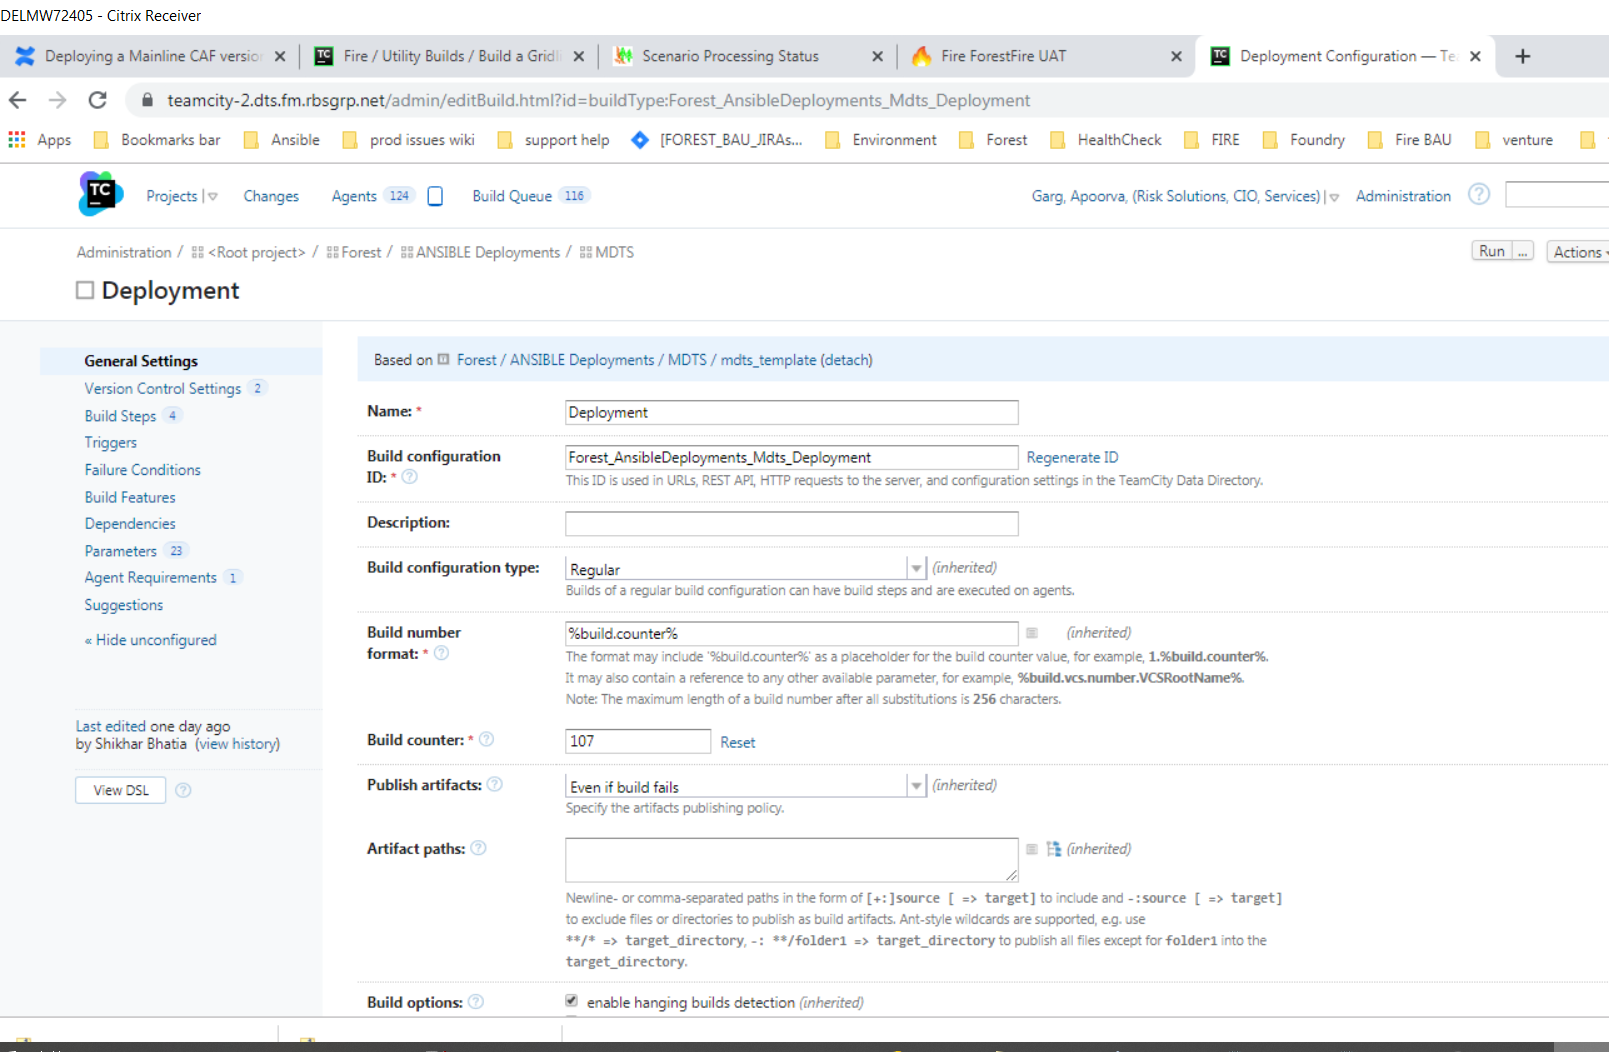 DELMW72405 - Citrix Receiver
Deploying a Mainline CAF versio
Fire / Utility Builds / Build a Gridli
Scenario Processing Status
Fire ForestFire UAT
Deployment Configuration — Te
teamcity-2.dts.fm.rbsgrp.net/admin/editBuild.html?id=buildType:Forest_AnsibleDeployments_Mdts_Deployment
Apps Bookmarks bar Ansible prod issues wiki support help [FOREST_BAU_JIRAs... Environment Forest HealthCheck FIRE Foundry Fire BAU venture
TC Projects Changes Agents 124 Build Queue 116 Garg, Apoorva, (Risk Solutions, CIO, Services) Administration ?
Administration / <Root project> / Forest / ANSIBLE Deployments / MDTS Run ... Actions
Deployment
General Settings
Version Control Settings 2
Build Steps 4
Triggers
Failure Conditions
Build Features
Dependencies
Parameters 23
Agent Requirements 1
Suggestions
« Hide unconfigured
Last edited one day ago
by Shikhar Bhatia (view history)
View DSL ?
Based on Forest / ANSIBLE Deployments / MDTS / mdts_template (detach)
Name: * Deployment
Build configuration
ID: * ? Forest_AnsibleDeployments_Mdts_Deployment Regenerate ID
This ID is used in URLs, REST API, HTTP requests to the server, and configuration settings in the TeamCity Data Directory.
Description:
Build configuration type: Regular (inherited)
Builds of a regular build configuration can have build steps and are executed on agents.
Build number
format: * ? %build.counter% (inherited)
The format may include '%build.counter%' as a placeholder for the build counter value, for example, 1.%build.counter%.
It may also contain a reference to any other available parameter, for example, %build.vcs.number.VCSRootName%.
Note: The maximum length of a build number after all substitutions is 256 characters.
Build counter: * ? 107 Reset
Publish artifacts: ? Even if build fails (inherited)
Specify the artifacts publishing policy.
Artifact paths: ? (inherited)
Newline- or comma-separated paths in the form of [+:]source [ => target] to include and -:source [ => target]
to exclude files or directories to publish as build artifacts. Ant-style wildcards are supported, e.g. use
**/* => target_directory, -: **/folder1 => target_directory to publish all files except for folder1 into the
target_directory.
Build options: ? enable hanging builds detection (inherited)